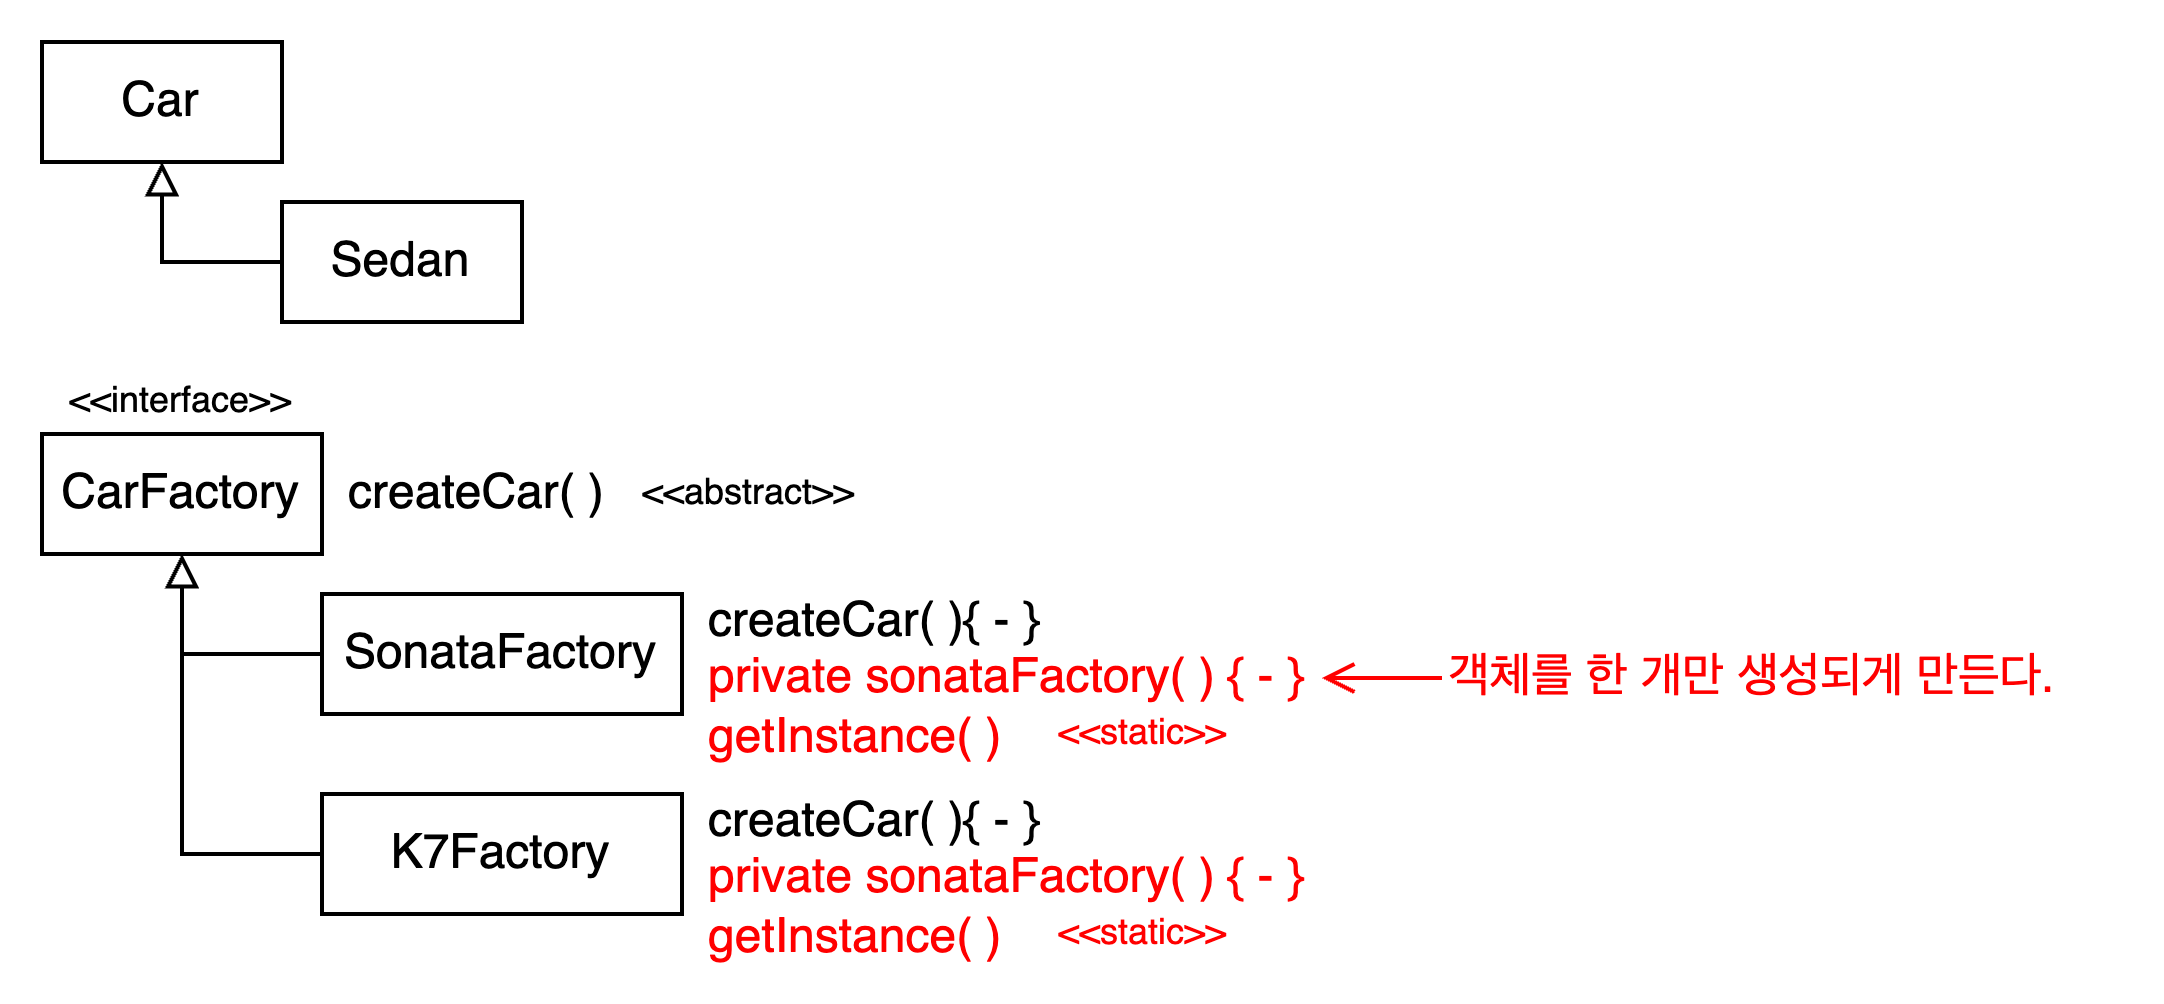 Car
Sedan
<<interface>>
CarFactory createCar( ) <<abstract>>
SonataFactory
createCar( ){ - }
private sonataFactory( ) { - } 객체를 한 개만 생성되게 만든다.
getInstance( ) <<static>>
K7Factory
createCar( ){ - }
private sonataFactory( ) { - }
getInstance( ) <<static>>